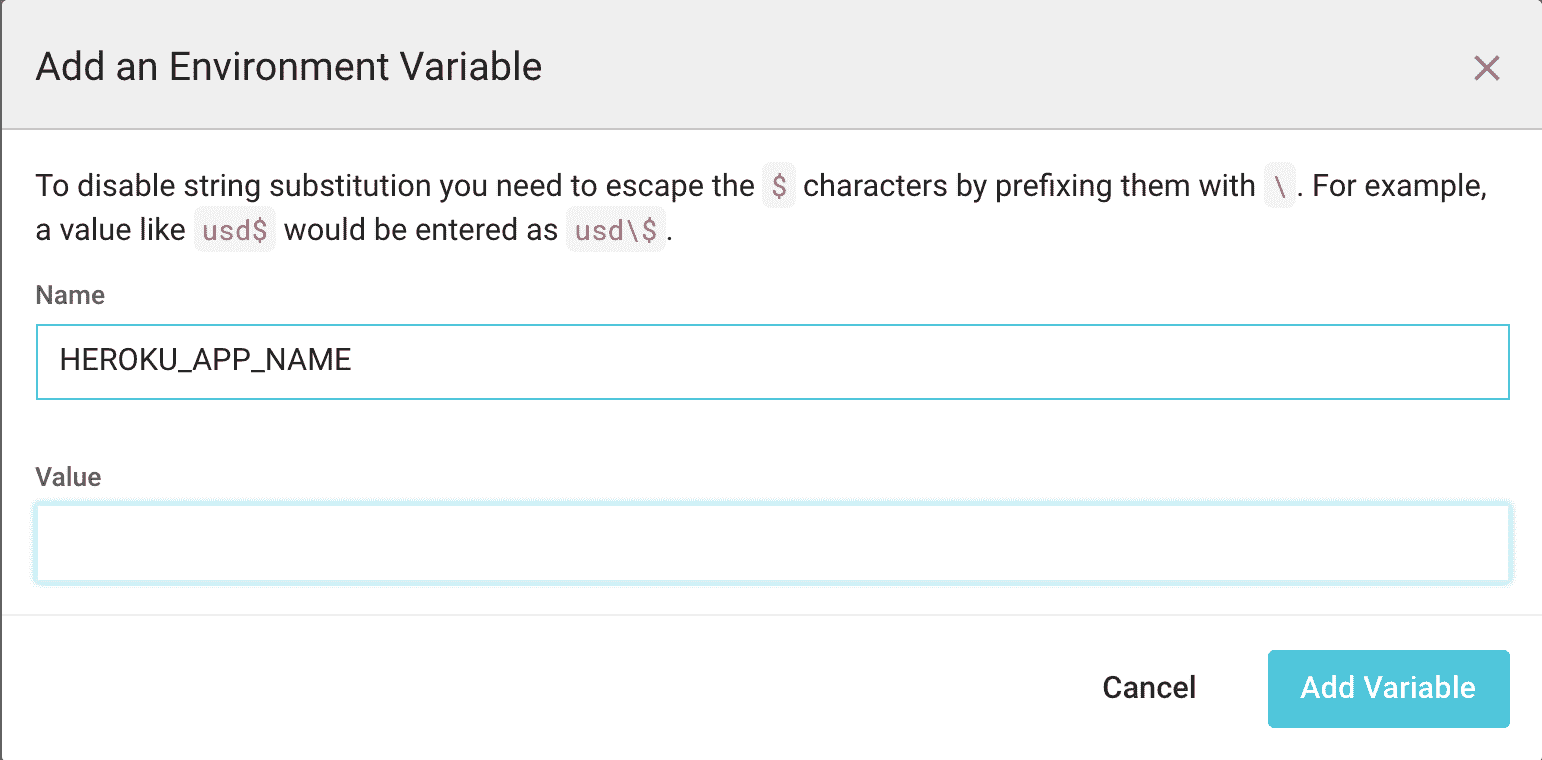 Add an Environment Variable
To disable string substitution you need to escape the $ characters by prefixing them with \. For example,
a value like usd$ would be entered as usd\$.
Name
HEROKU_APP_NAME
Value
Cancel
Add Variable